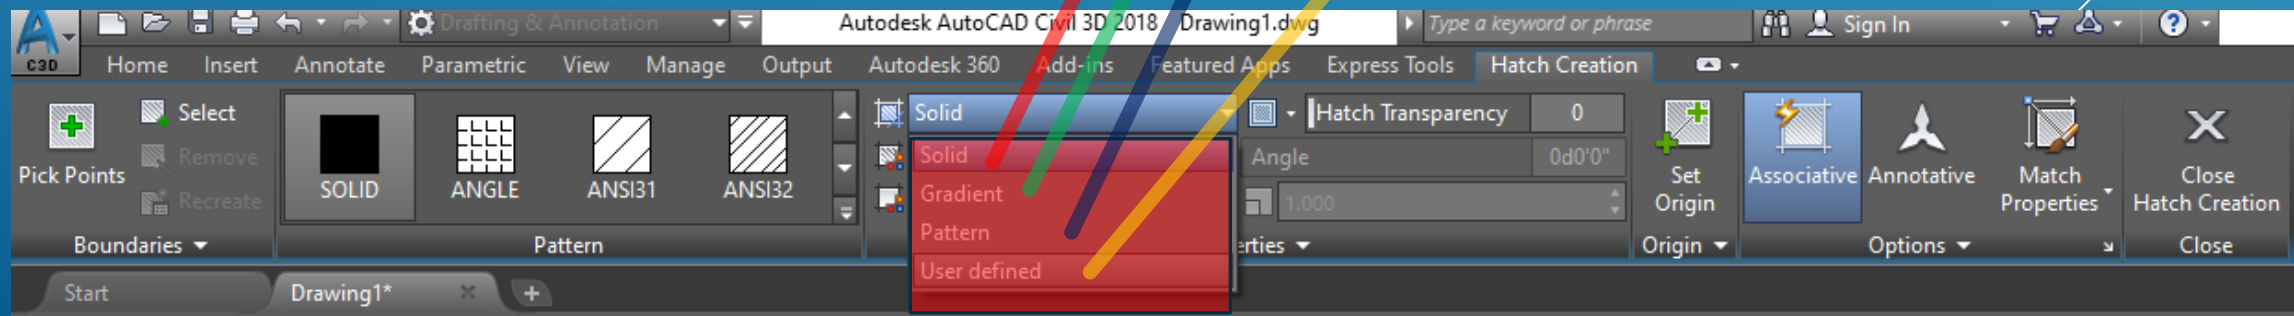 Drafting & Annotation
Autodesk AutoCAD Civil 3D 2018 Drawing1.dwg
Type a keyword or phrase
Sign In
C3D
Home Insert Annotate Parametric View Manage Output Autodesk 360 Add-ins Featured Apps Express Tools Hatch Creation
Pick Points
Select
Remove
Recreate
Boundaries
SOLID
ANGLE
ANSI31
ANSI32
Pattern
Solid
Solid
Gradient
Pattern
User defined
Hatch Transparency 0
Angle 0d0'0"
1.000
erties
Set
Origin
Origin
Associative
Annotative
Match
Properties
Options
Close
Hatch Creation
Close
Start
Drawing1*